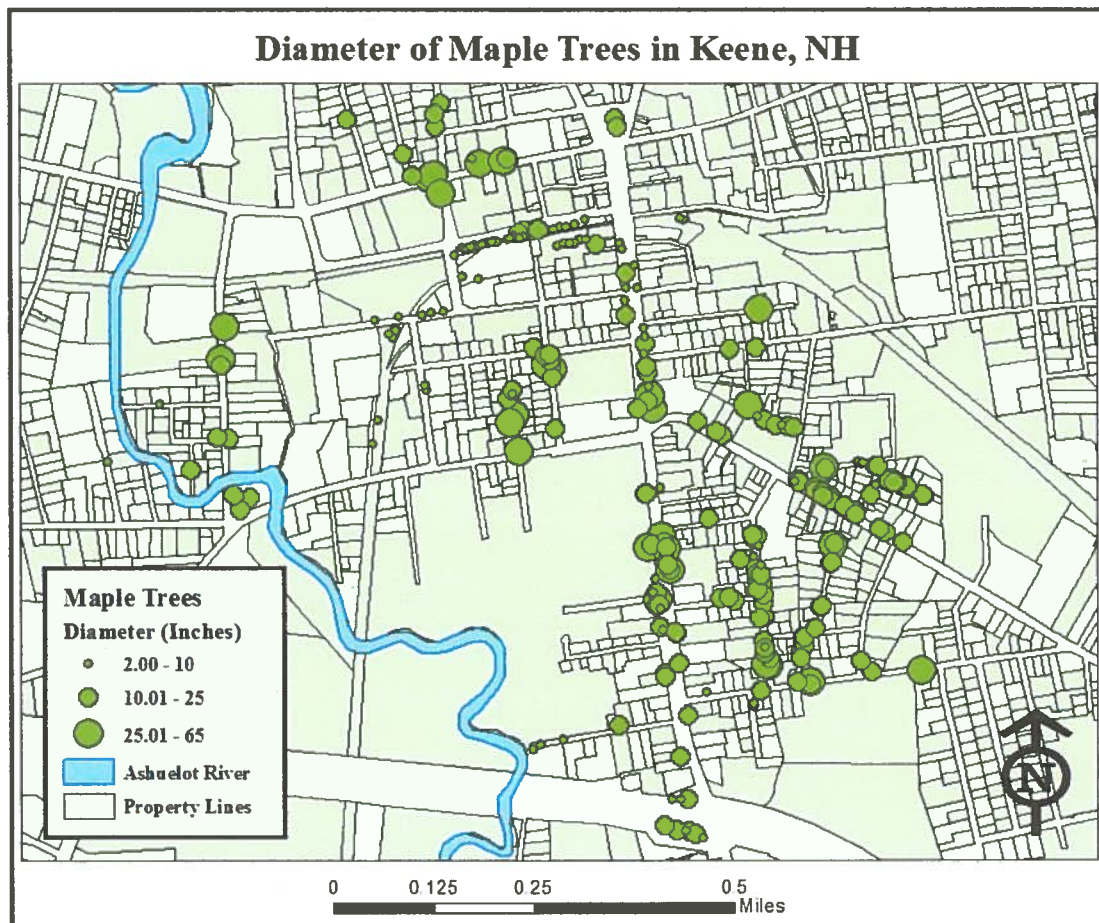 Diameter of Maple Trees in Keene, NH
Maple Trees
Diameter (Inches)
2.00 - 10
10.01 - 25
25.01 - 65
Ashuelot River
Property Lines
N
0 0.125 0.25 0.5
Miles